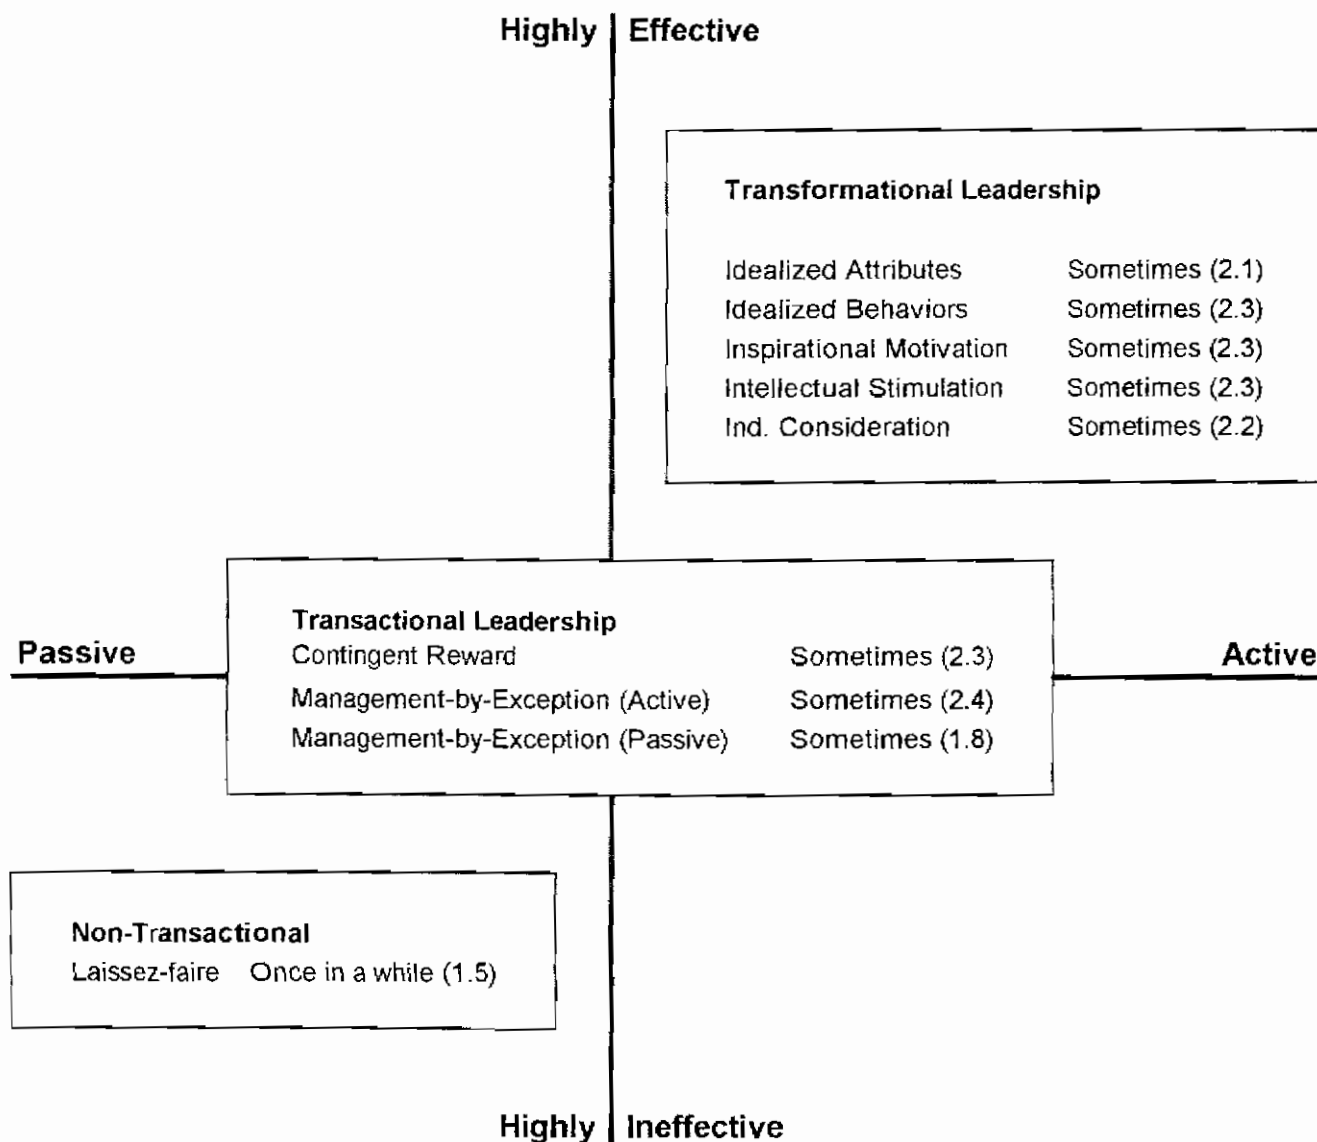 Highly Effective
Transformational Leadership
Idealized Attributes Sometimes (2.1)
Idealized Behaviors Sometimes (2.3)
Inspirational Motivation Sometimes (2.3)
Intellectual Stimulation Sometimes (2.3)
Ind. Consideration Sometimes (2.2)
Transactional Leadership
Passive
Contingent Reward Sometimes (2.3)
Active
Management-by-Exception (Active) Sometimes (2.4)
Management-by-Exception (Passive) Sometimes (1.8)
Non-Transactional
Laissez-faire Once in a while (1.5)
Highly Ineffective